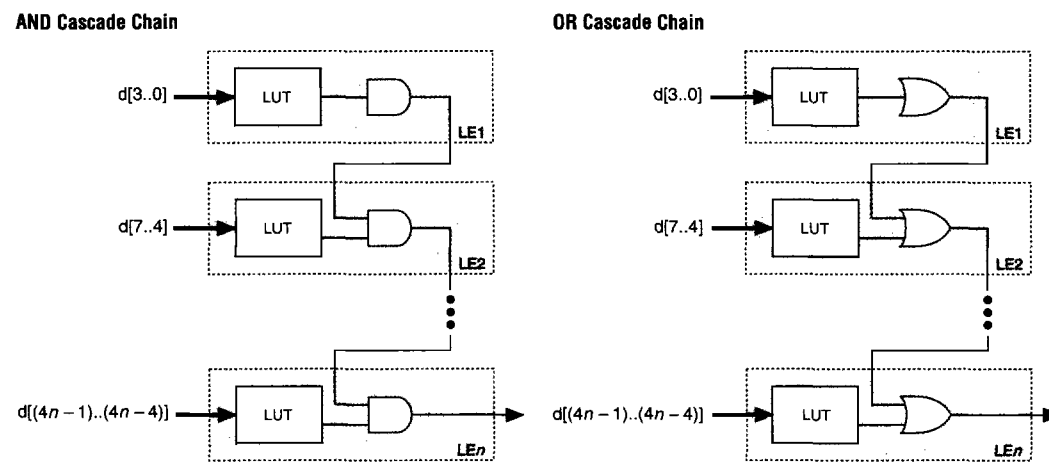 AND Cascade Chain
d[3..0]
LUT
LE1
d[7..4]
LUT
LE2
d[(4n – 1)..(4n – 4)]
LUT
LEn
OR Cascade Chain
d[3..0]
LUT
LE1
d[7..4]
LUT
LE2
d[(4n – 1)..(4n – 4)]
LUT
LEn